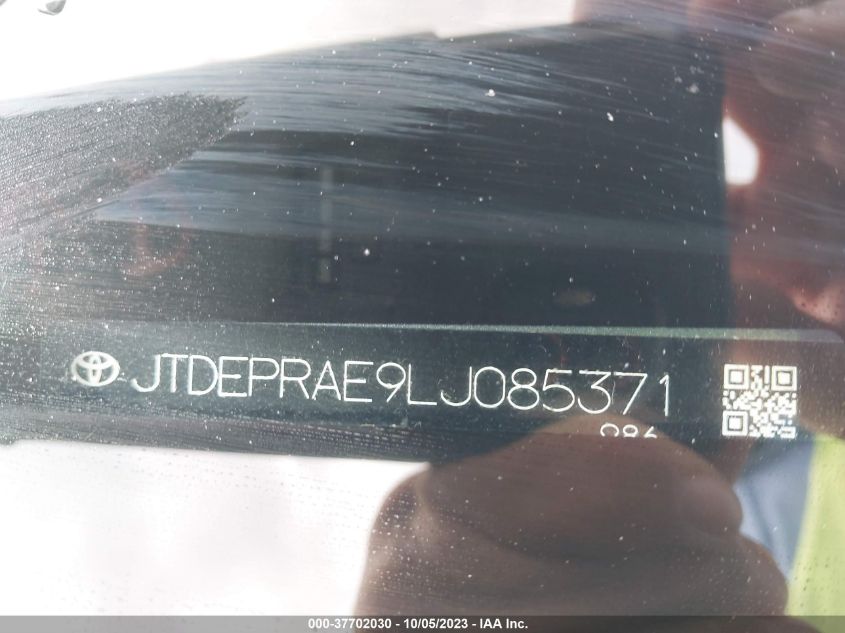 JTDEPRAE9LJ085371
000-37702030 - 10/05/2023 - IAA Inc.